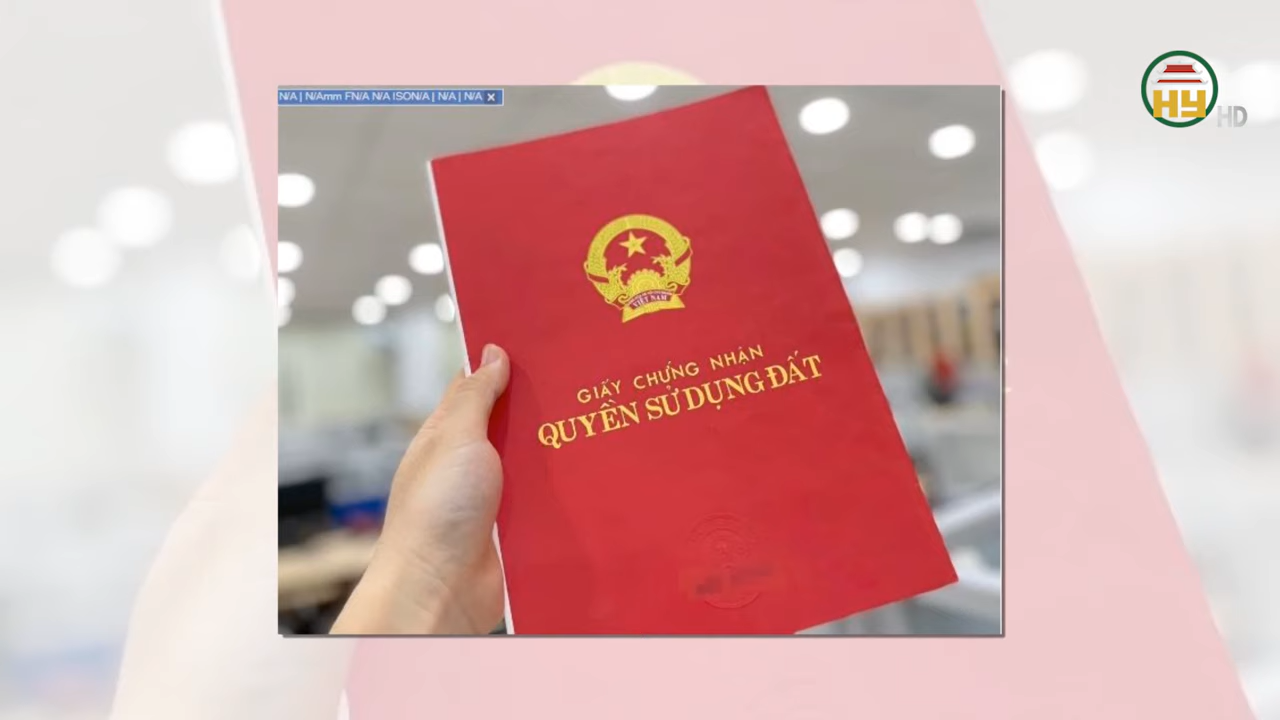 N/A | N/Amm FN/A N/A ISON/A | N/A | N/A X
HY HD
VIỆT NAM
GIẤY CHỨNG NHẬN
QUYỀN SỬ DỤNG ĐẤT